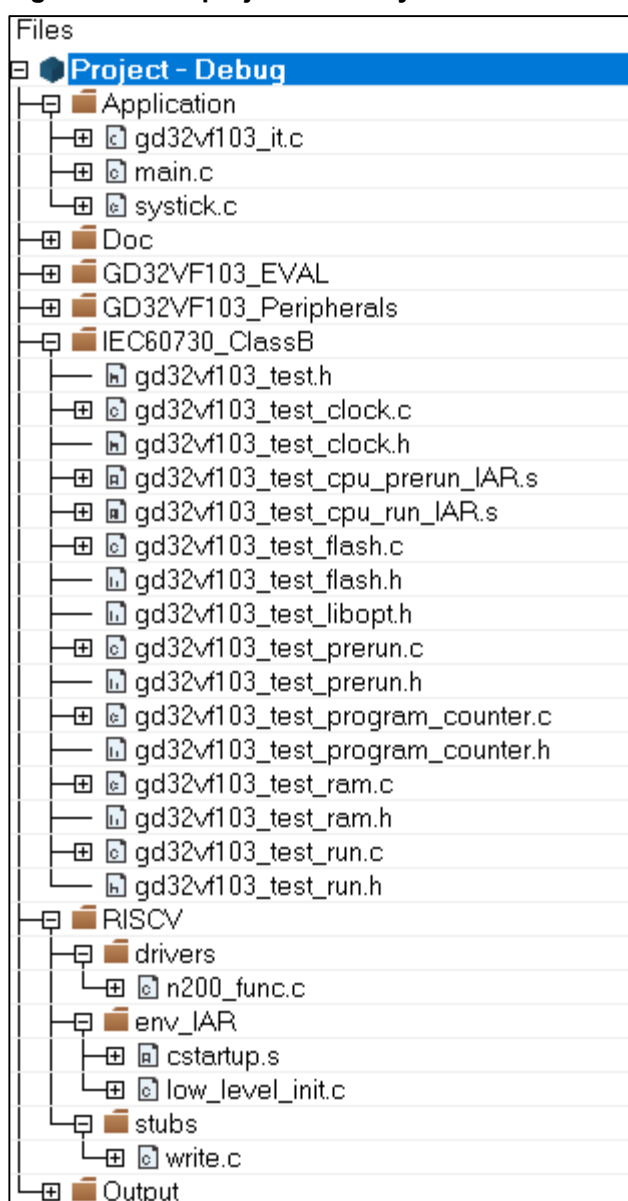 Files
Project - Debug
Application
gd32vf103_it.c
main.c
systick.c
Doc
GD32VF103_EVAL
GD32VF103_Peripherals
IEC60730_ClassB
gd32vf103_test.h
gd32vf103_test_clock.c
gd32vf103_test_clock.h
gd32vf103_test_cpu_prerun_IAR.s
gd32vf103_test_cpu_run_IAR.s
gd32vf103_test_flash.c
gd32vf103_test_flash.h
gd32vf103_test_libopt.h
gd32vf103_test_prerun.c
gd32vf103_test_prerun.h
gd32vf103_test_program_counter.c
gd32vf103_test_program_counter.h
gd32vf103_test_ram.c
gd32vf103_test_ram.h
gd32vf103_test_run.c
gd32vf103_test_run.h
RISCV
drivers
n200_func.c
env_IAR
cstartup.s
low_level_init.c
stubs
write.c
Output